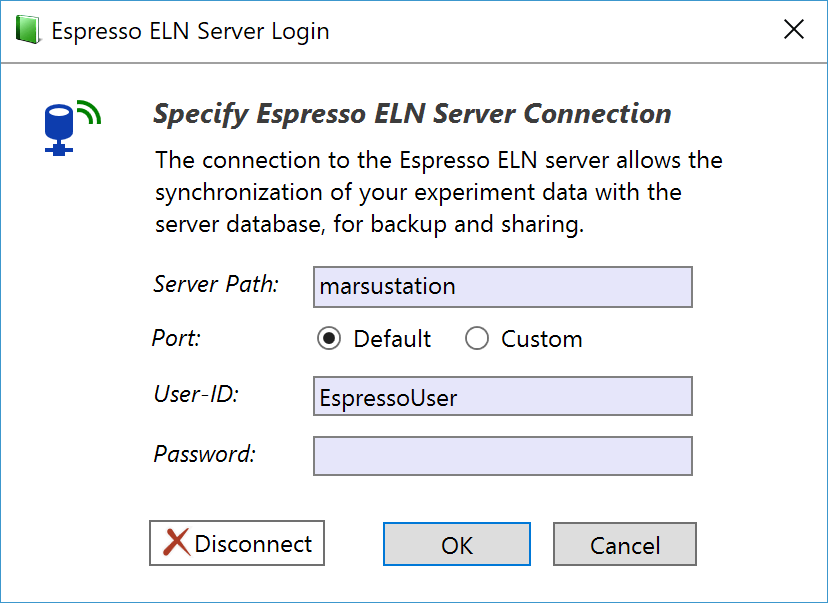 Espresso ELN Server Login
Specify Espresso ELN Server Connection
The connection to the Espresso ELN server allows the
synchronization of your experiment data with the
server database, for backup and sharing.
Server Path: marsustation
Port: Default Custom
User-ID: EspressoUser
Password:
Disconnect OK Cancel